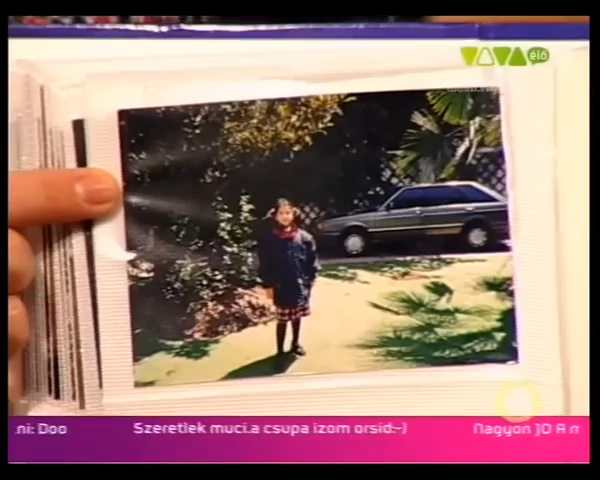 VIVA élő
.ni: Doo Szeretlek muci.a csupa izom orsid:-) Nagyon JO A m